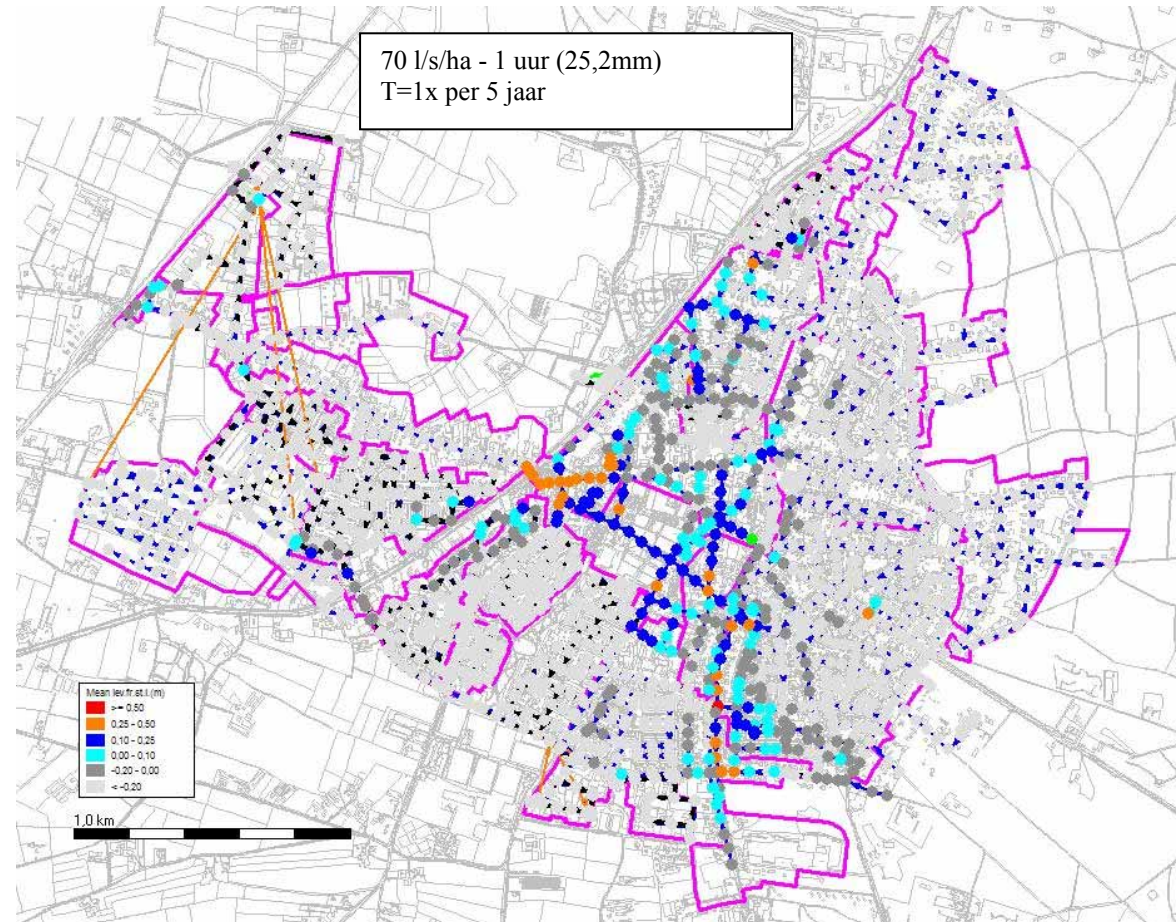 70 l/s/ha - 1 uur (25,2mm)
T=1x per 5 jaar
Mean lev.fr.st.l.(m)
>= 0.50
0.25 - 0.50
0.10 - 0.25
0.00 - 0.10
-0.20 - 0.00
< -0.20
1,0 km